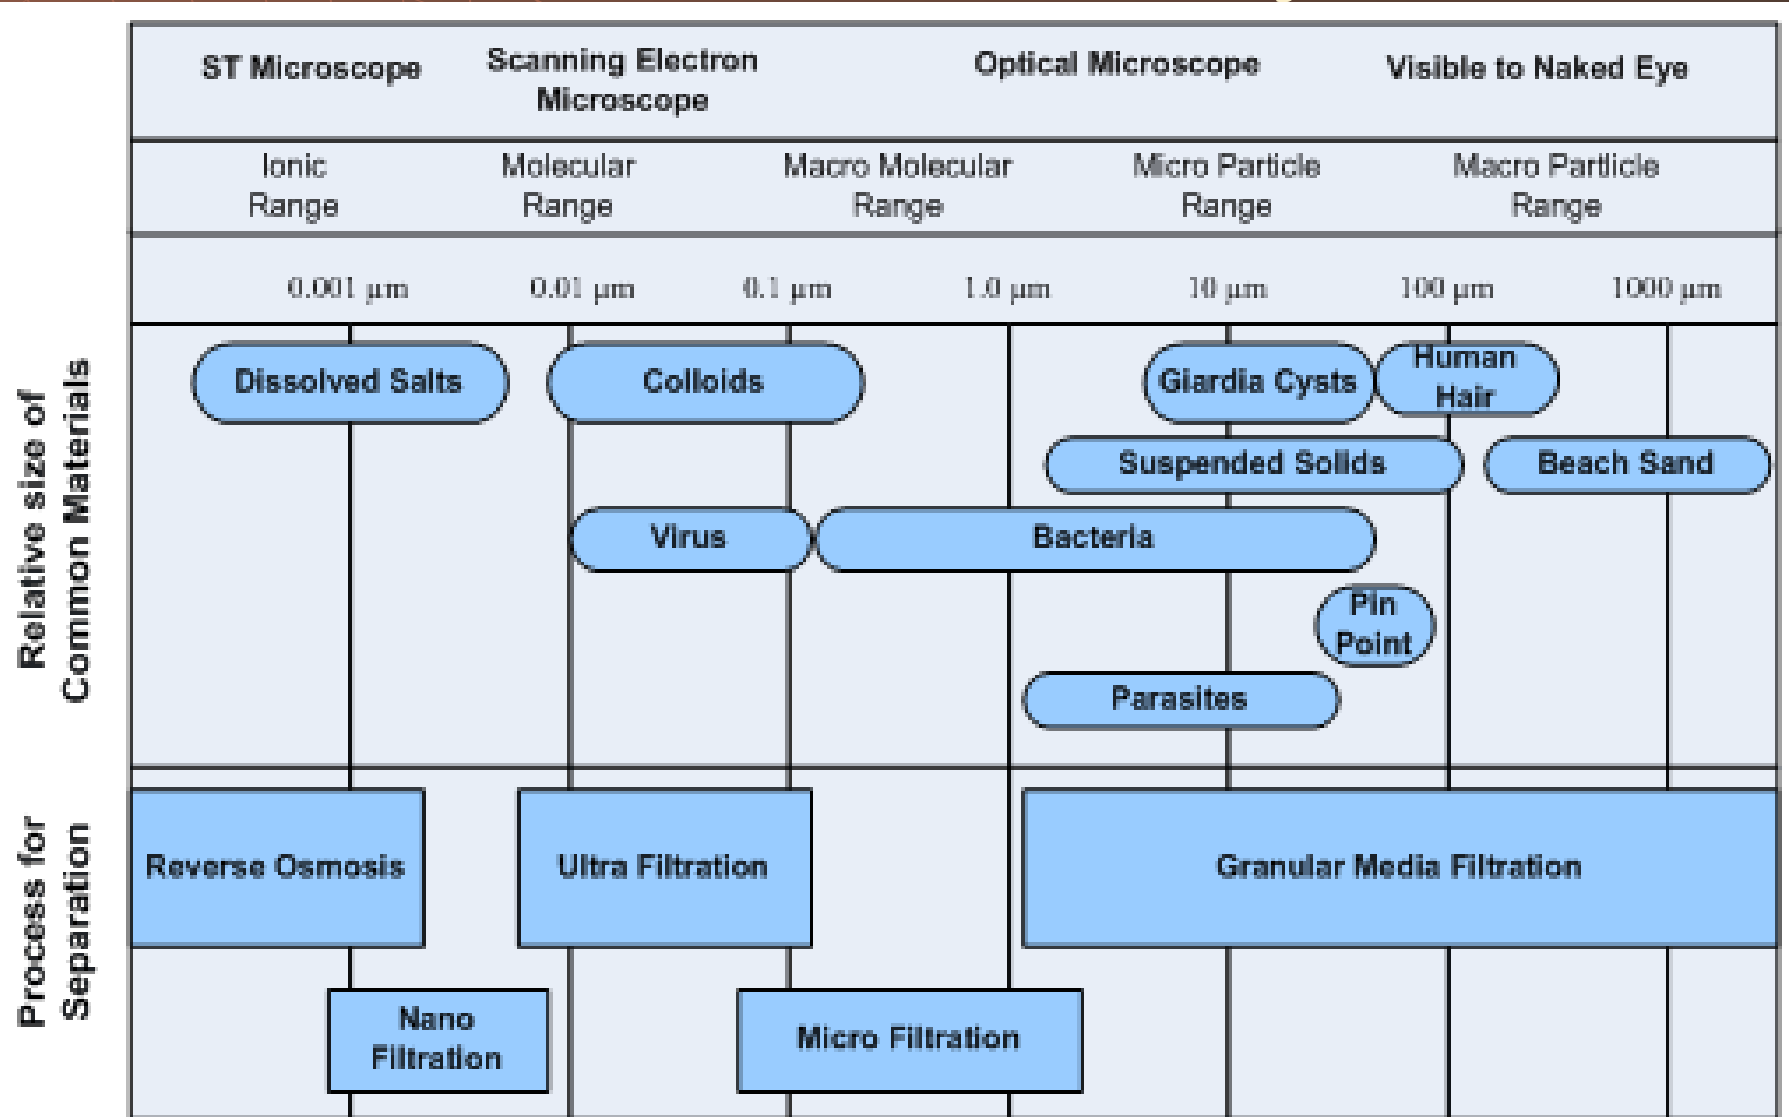 ST Microscope
Scanning Electron
Microscope
Optical Microscope
Visible to Naked Eye
Ionic
Range
Molecular
Range
Macro Molecular
Range
Micro Particle
Range
Macro Partlicle
Range
0.001 µm
0.01 µm
0.1 µm
1.0 µm
10 µm
100 µm
1000 µm
Relative size of
Common Materials
Dissolved Salts
Colloids
Giardia Cysts
Human
Hair
Suspended Solids
Beach Sand
Virus
Bacteria
Pin
Point
Parasites
Process for
Separation
Reverse Osmosis
Ultra Filtration
Granular Media Filtration
Nano
Filtration
Micro Filtration